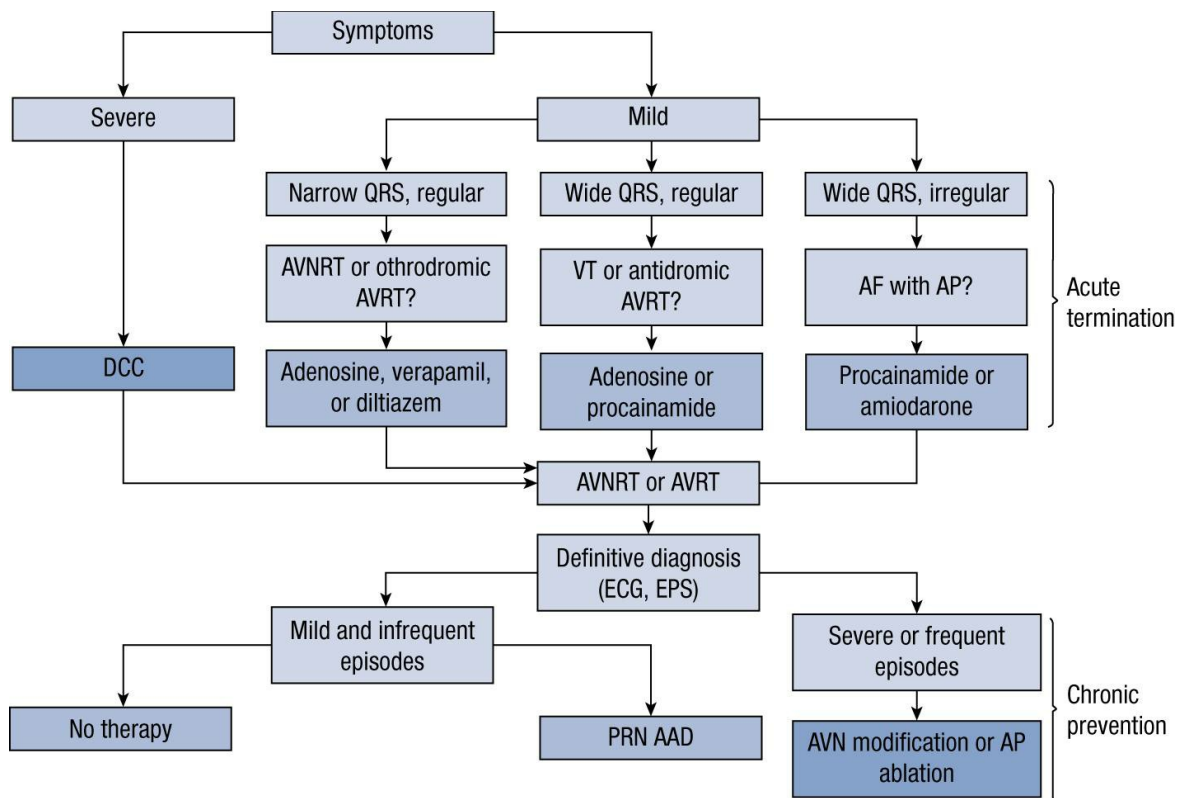 Symptoms
Severe
Mild
Narrow QRS, regular
Wide QRS, regular
Wide QRS, irregular
AVNRT or othrodromic
AVRT?
VT or antidromic
AVRT?
AF with AP?
Acute
termination
DCC
Adenosine, verapamil,
or diltiazem
Adenosine or
procainamide
Procainamide or
amiodarone
AVNRT or AVRT
Definitive diagnosis
(ECG, EPS)
Mild and infrequent
episodes
Severe or frequent
episodes
Chronic
prevention
No therapy
PRN AAD
AVN modification or AP
ablation